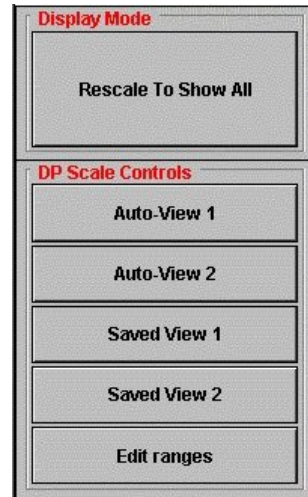 Display Mode
Rescale To Show All
DP Scale Controls
Auto-View 1
Auto-View 2
Saved View 1
Saved View 2
Edit ranges